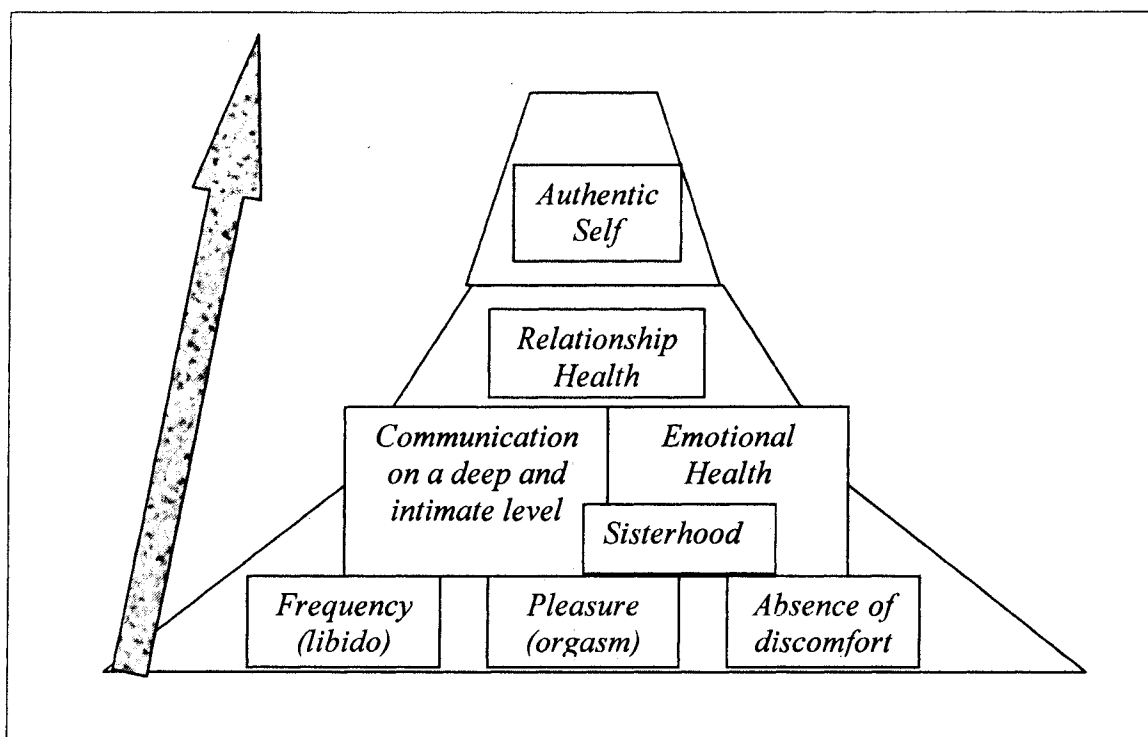 Authentic
Self
Relationship
Health
Communication
on a deep and
intimate level
Emotional
Health
Sisterhood
Frequency
(libido)
Pleasure
(orgasm)
Absence of
discomfort